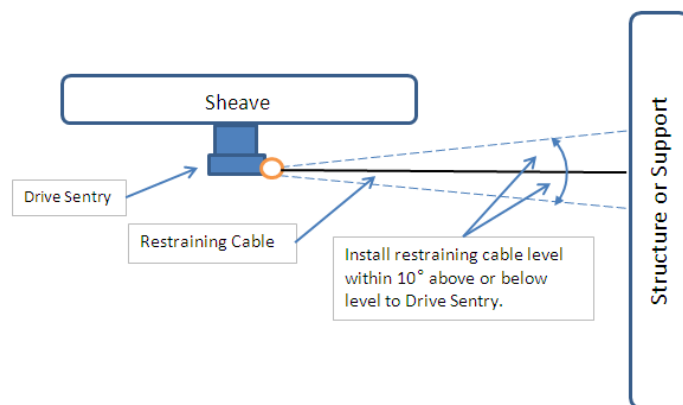 Sheave
Structure or Support
Drive Sentry
Restraining Cable
Install restraining cable level
within 10° above or below
level to Drive Sentry.